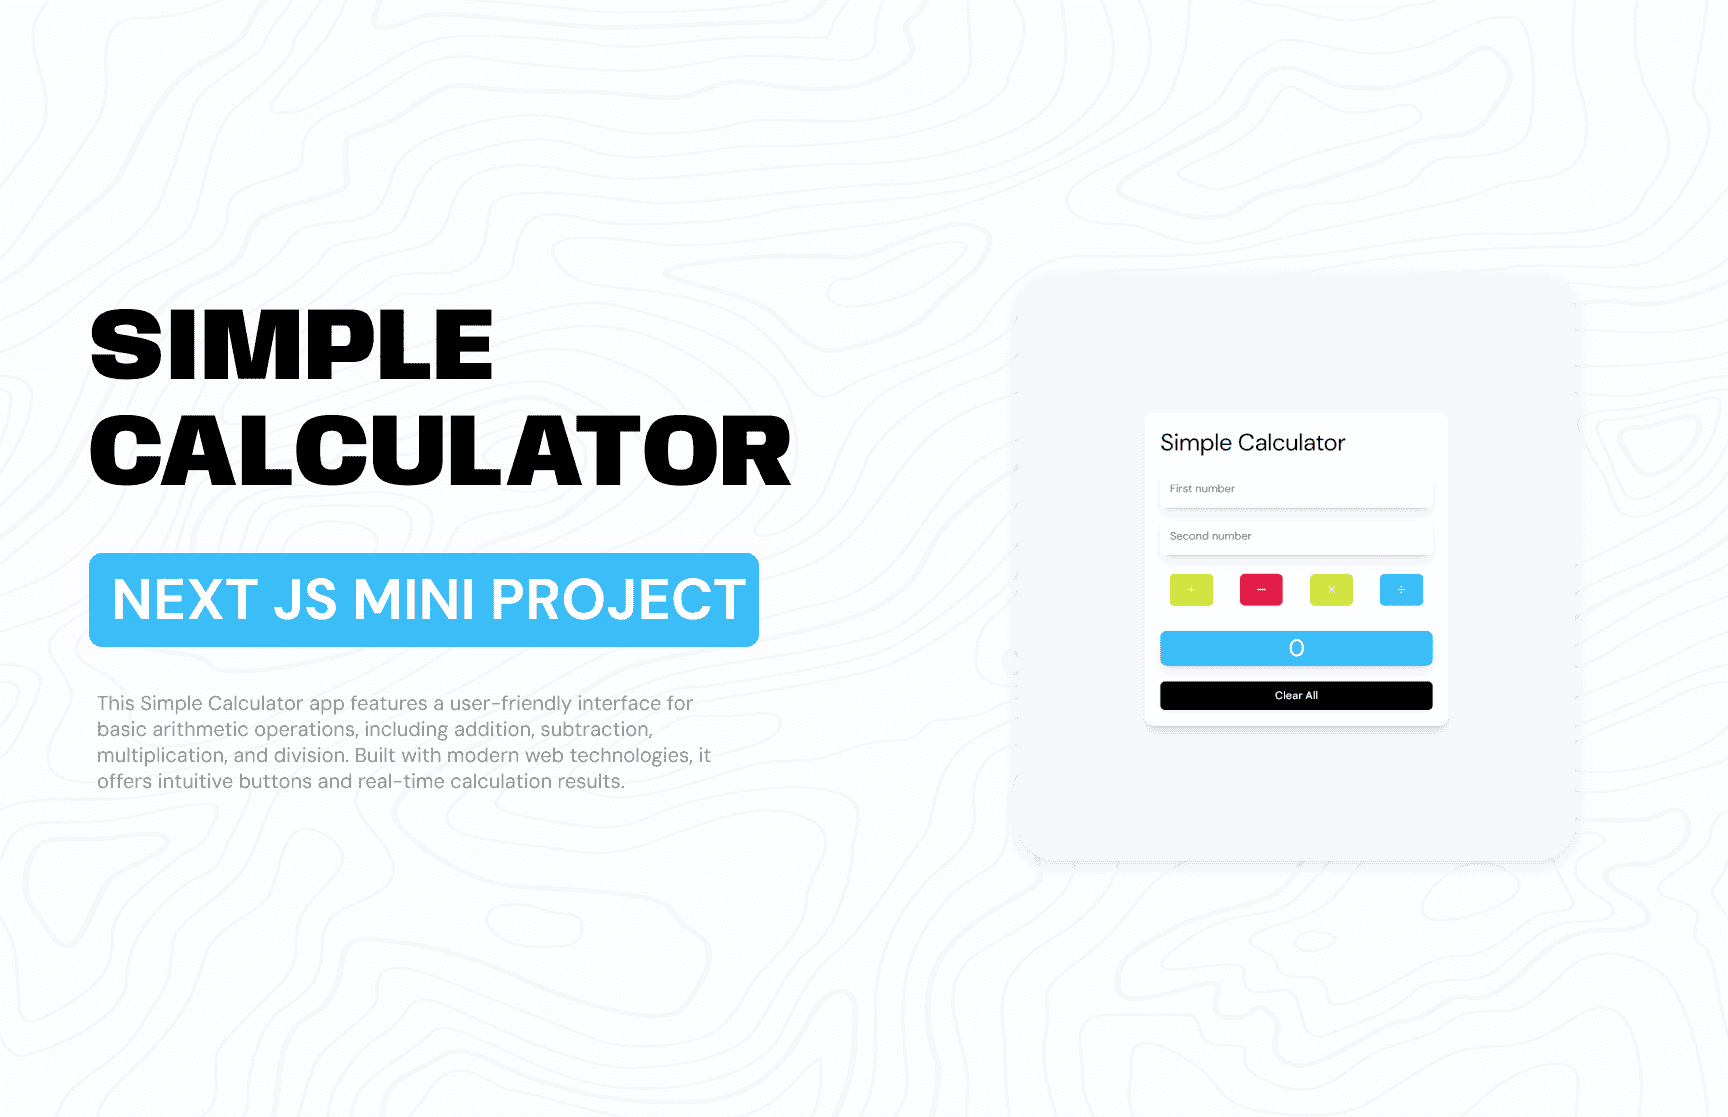 SIMPLE
CALCULATOR
NEXT JS MINI PROJECT
This Simple Calculator app features a user-friendly interface for
basic arithmetic operations, including addition, subtraction,
multiplication, and division. Built with modern web technologies, it
offers intuitive buttons and real-time calculation results.
Simple Calculator
First number
Second number
+ − × ÷
0
Clear All